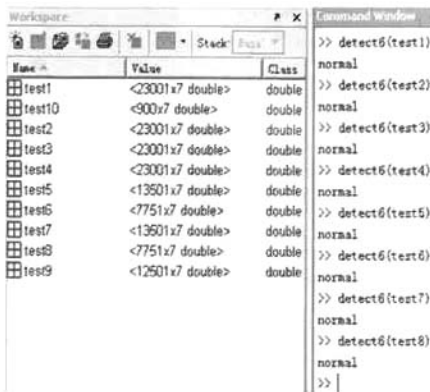 Workspace
Stack: Base
Name Value Class
test1 <23001x7 double> double
test10 <900x7 double> double
test2 <23001x7 double> double
test3 <23001x7 double> double
test4 <23001x7 double> double
test5 <13501x7 double> double
test6 <7751x7 double> double
test7 <13501x7 double> double
test8 <7751x7 double> double
test9 <12501x7 double> double
Command Window
>> detect6(test1)
normal
>> detect6(test2)
normal
>> detect6(test3)
normal
>> detect6(test4)
normal
>> detect6(test5)
normal
>> detect6(test6)
normal
>> detect6(test7)
normal
>> detect6(test8)
normal
>>